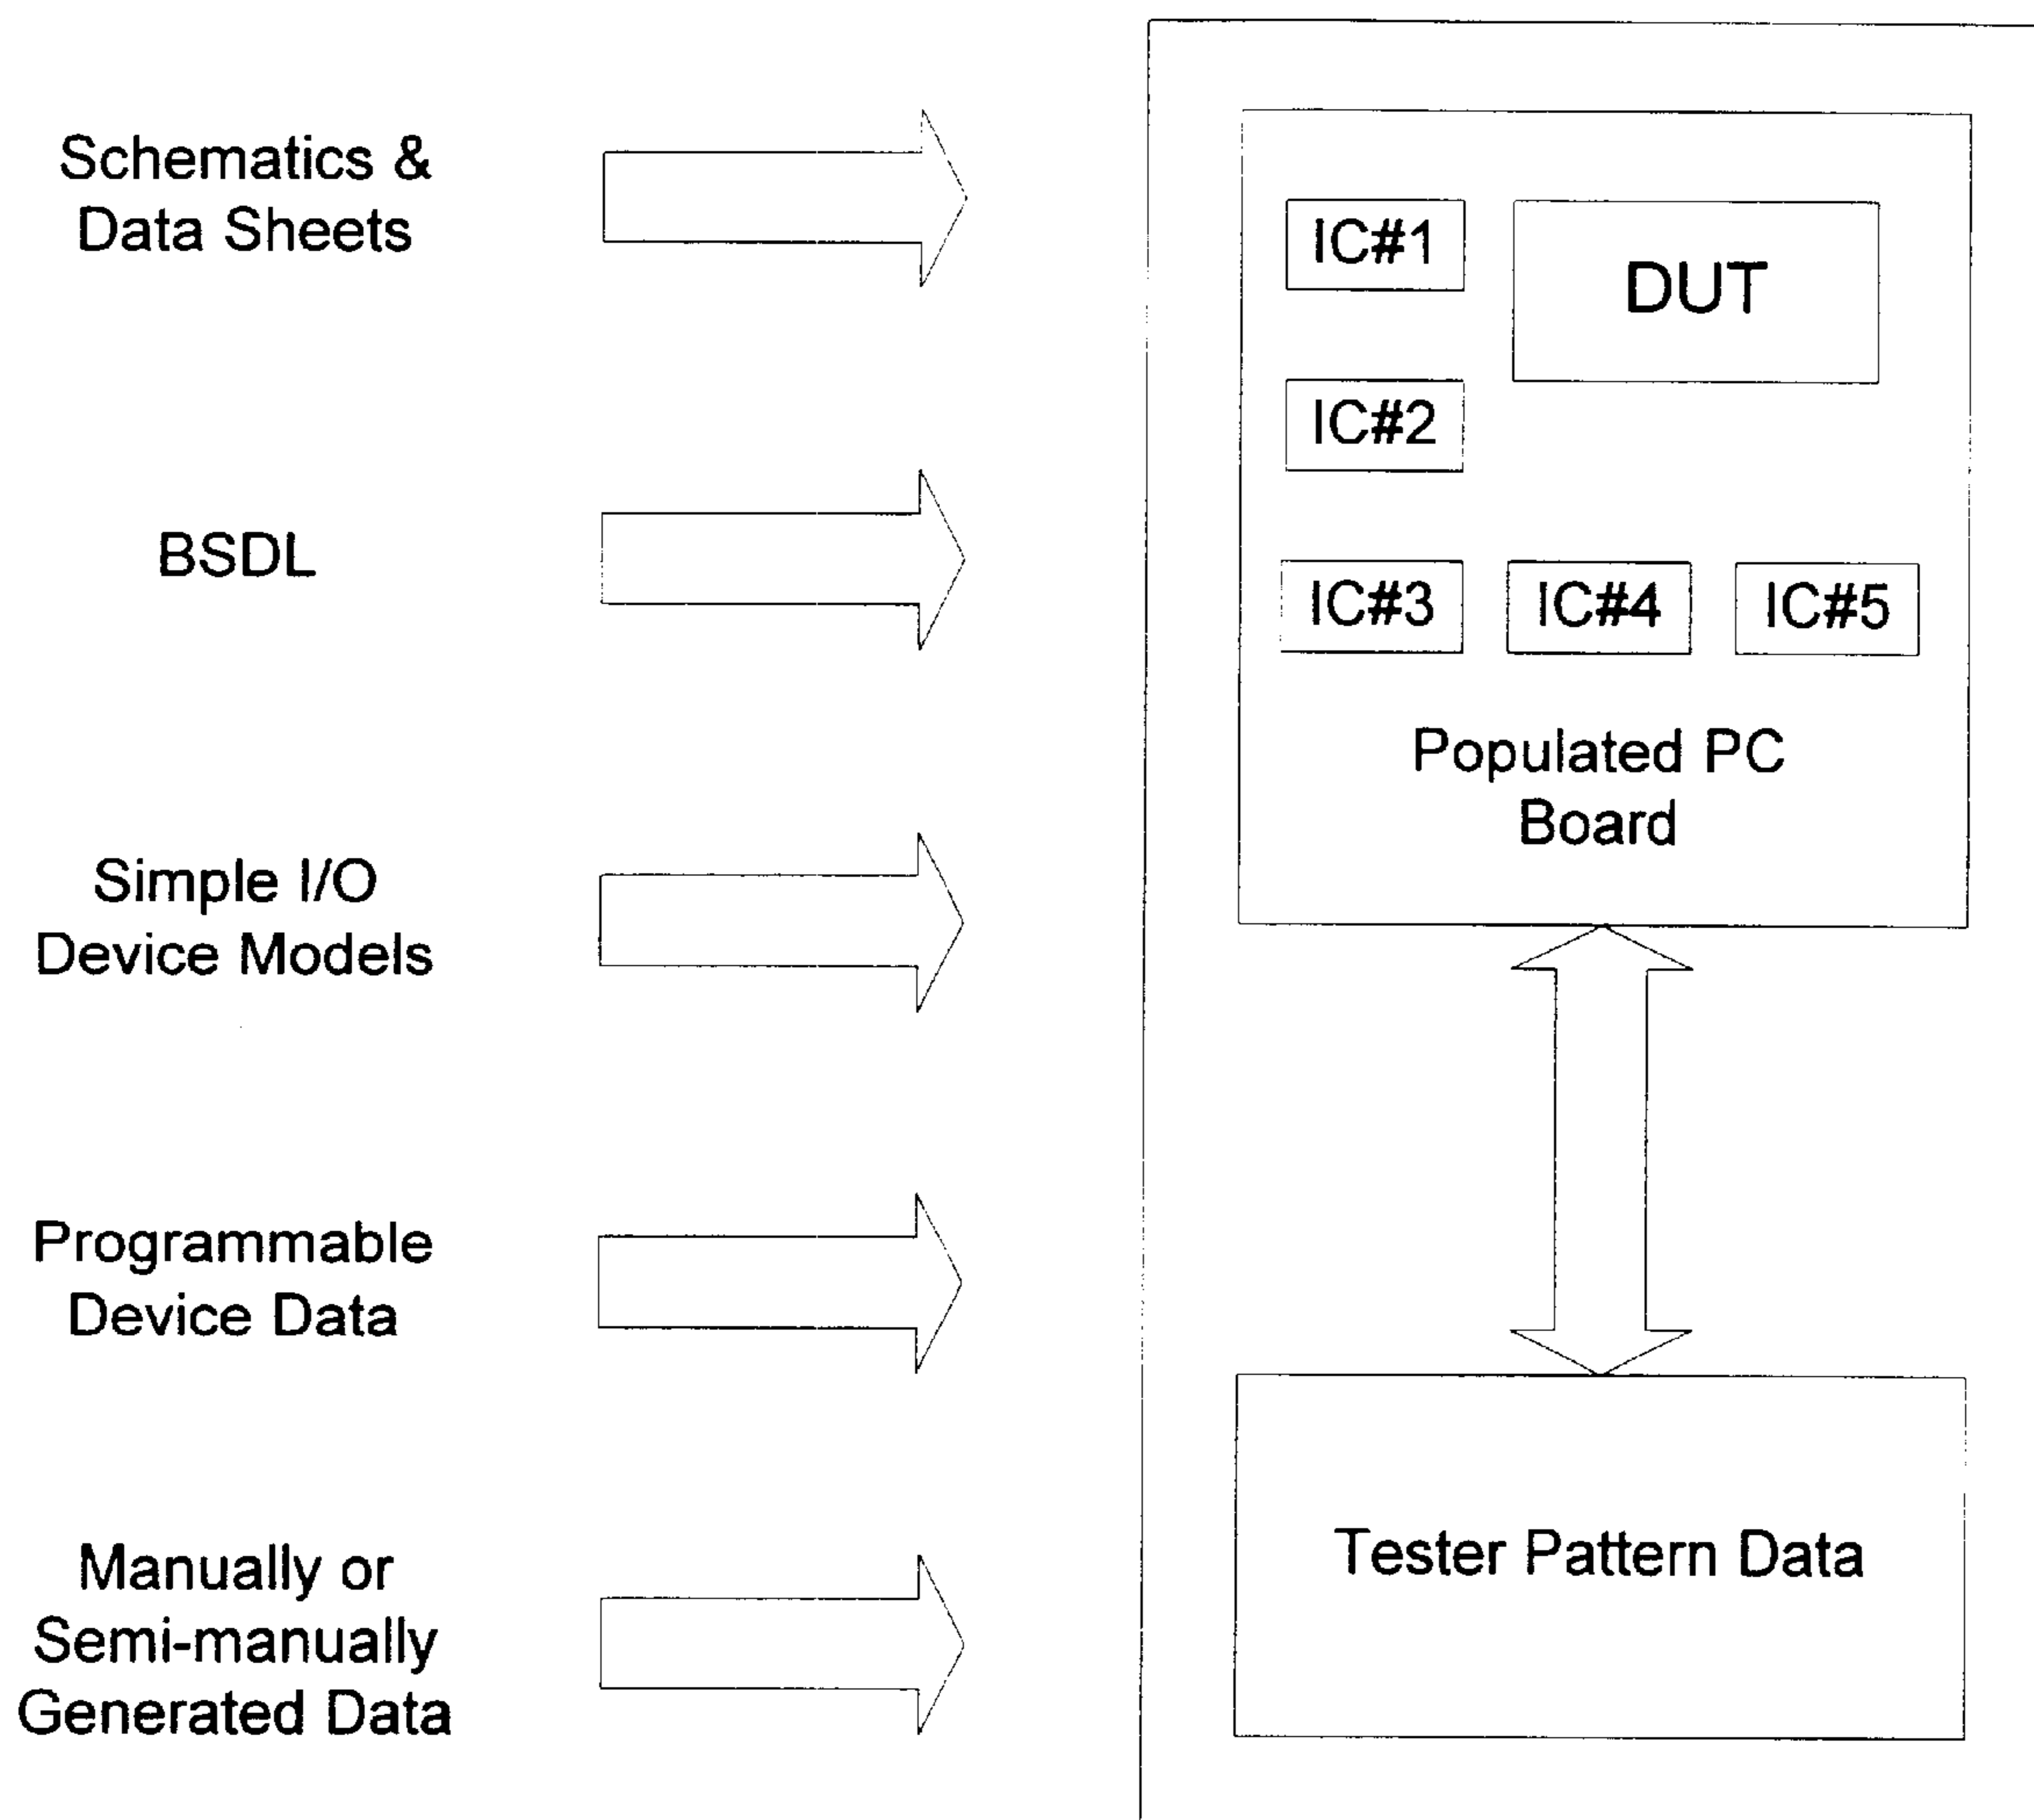 Schematics &
Data Sheets
BSDL
Simple I/O
Device Models
Programmable
Device Data
Manually or
Semi-manually
Generated Data
IC#1
DUT
IC#2
IC#3
IC#4
IC#5
Populated PC
Board
Tester Pattern Data